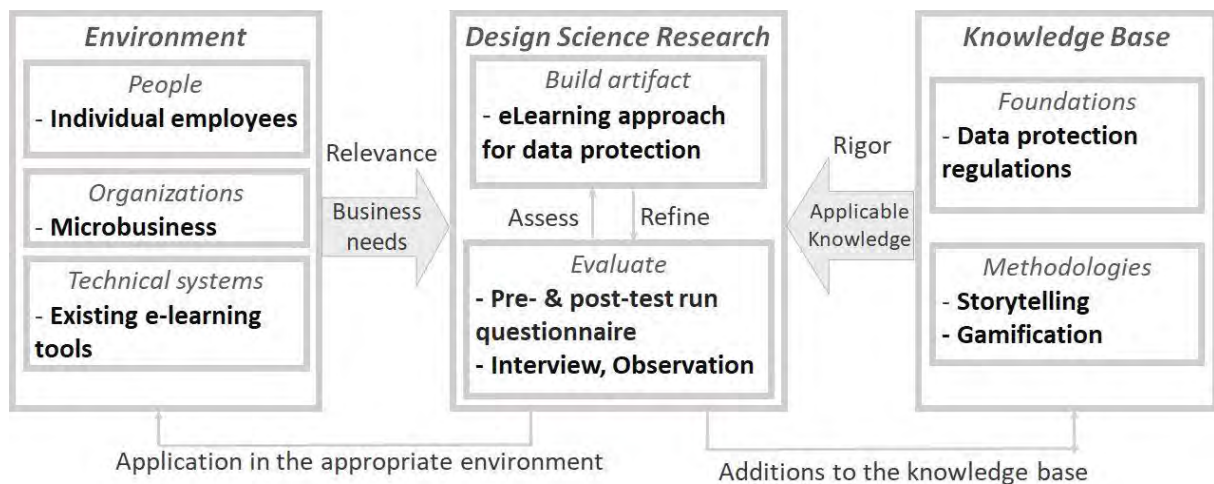 Environment
People
- Individual employees
Organizations
- Microbusiness
Technical systems
- Existing e-learning
tools
Relevance
Business
needs
Design Science Research
Build artifact
- eLearning approach
for data protection
Assess
Refine
Evaluate
- Pre- & post-test run
questionnaire
- Interview, Observation
Rigor
Applicable
Knowledge
Knowledge Base
Foundations
- Data protection
regulations
Methodologies
- Storytelling
- Gamification
Application in the appropriate environment
Additions to the knowledge base